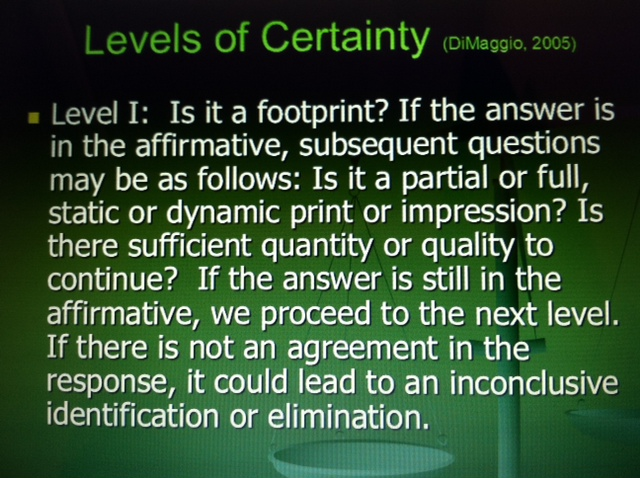 Levels of Certainty (DiMaggio, 2005)
Level I: Is it a footprint? If the answer is
in the affirmative, subsequent questions
may be as follows: Is it a partial or full,
static or dynamic print or impression? Is
there sufficient quantity or quality to
continue? If the answer is still in the
affirmative, we proceed to the next level.
If there is not an agreement in the
response, it could lead to an inconclusive
identification or elimination.